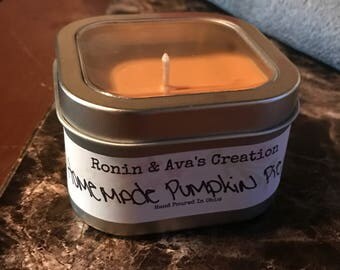 Ronin & Ava's Creation
Homemade Pumpkin Pie
Hand Poured In Ohio